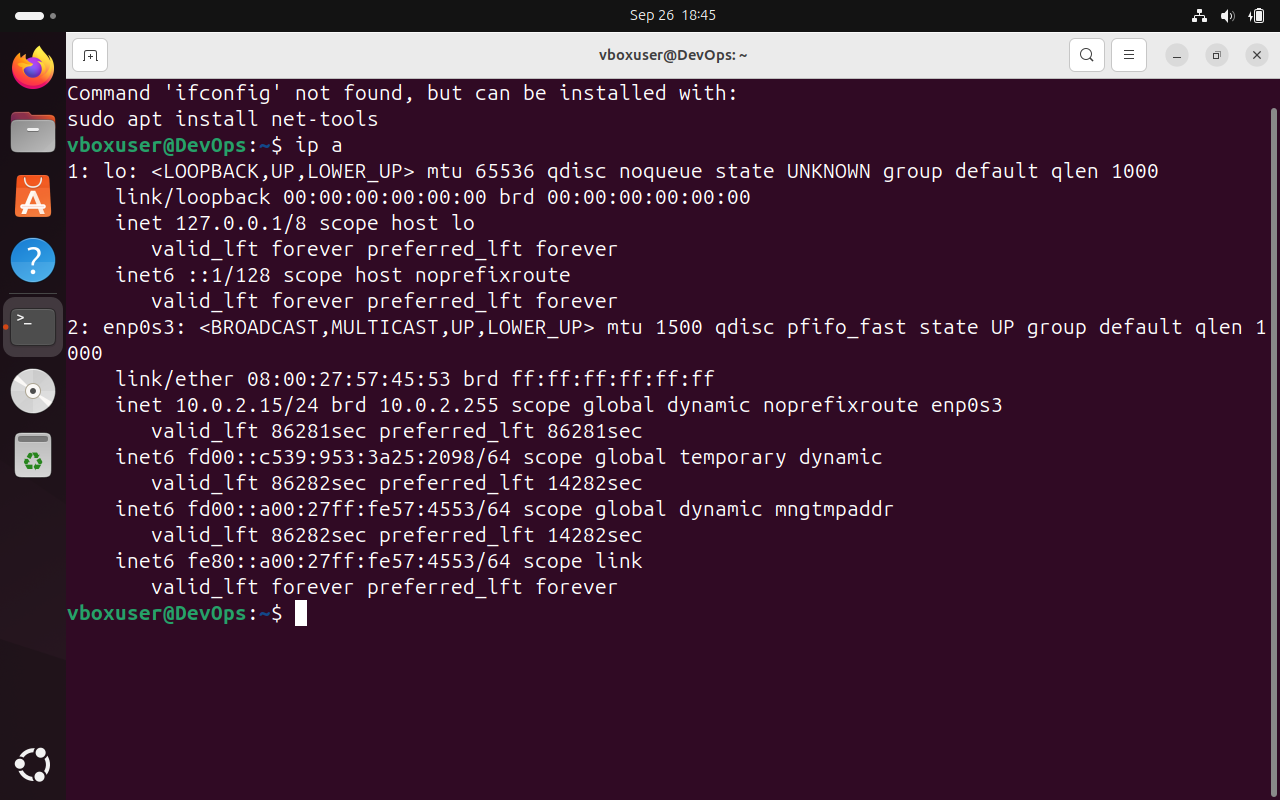 Sep 26 18:45
vboxuser@DevOps: ~
Command 'ifconfig' not found, but can be installed with:
sudo apt install net-tools
vboxuser@DevOps:~$ ip a
1: lo: <LOOPBACK,UP,LOWER_UP> mtu 65536 qdisc noqueue state UNKNOWN group default qlen 1000
    link/loopback 00:00:00:00:00:00 brd 00:00:00:00:00:00
    inet 127.0.0.1/8 scope host lo
       valid_lft forever preferred_lft forever
    inet6 ::1/128 scope host noprefixroute
       valid_lft forever preferred_lft forever
2: enp0s3: <BROADCAST,MULTICAST,UP,LOWER_UP> mtu 1500 qdisc pfifo_fast state UP group default qlen 1
000
    link/ether 08:00:27:57:45:53 brd ff:ff:ff:ff:ff:ff
    inet 10.0.2.15/24 brd 10.0.2.255 scope global dynamic noprefixroute enp0s3
       valid_lft 86281sec preferred_lft 86281sec
    inet6 fd00::c539:953:3a25:2098/64 scope global temporary dynamic
       valid_lft 86282sec preferred_lft 14282sec
    inet6 fd00::a00:27ff:fe57:4553/64 scope global dynamic mngtmpaddr
       valid_lft 86282sec preferred_lft 14282sec
    inet6 fe80::a00:27ff:fe57:4553/64 scope link
       valid_lft forever preferred_lft forever
vboxuser@DevOps:~$